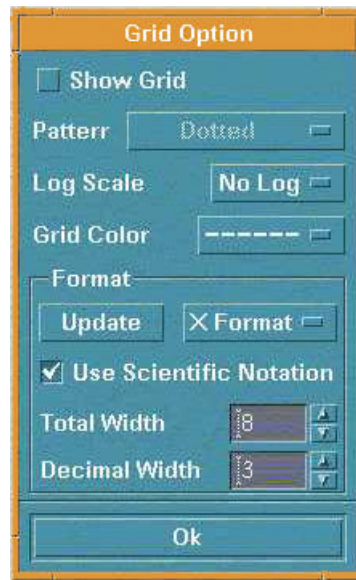 Grid Option
Show Grid
Patterr Dotted
Log Scale No Log
Grid Color
Format
Update X Format
Use Scientific Notation
Total Width 8
Decimal Width 3
Ok